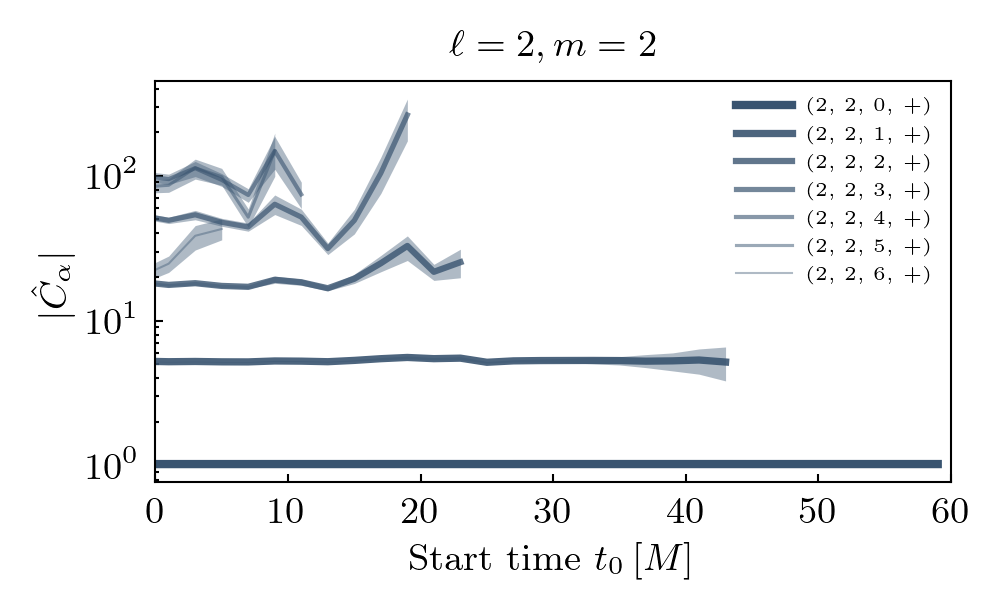 ℓ = 2, m = 2
|Ĉ_α|
10²
10¹
10⁰
(2, 2, 0, +)
(2, 2, 1, +)
(2, 2, 2, +)
(2, 2, 3, +)
(2, 2, 4, +)
(2, 2, 5, +)
(2, 2, 6, +)
0 10 20 30 40 50 60
Start time t₀ [M]